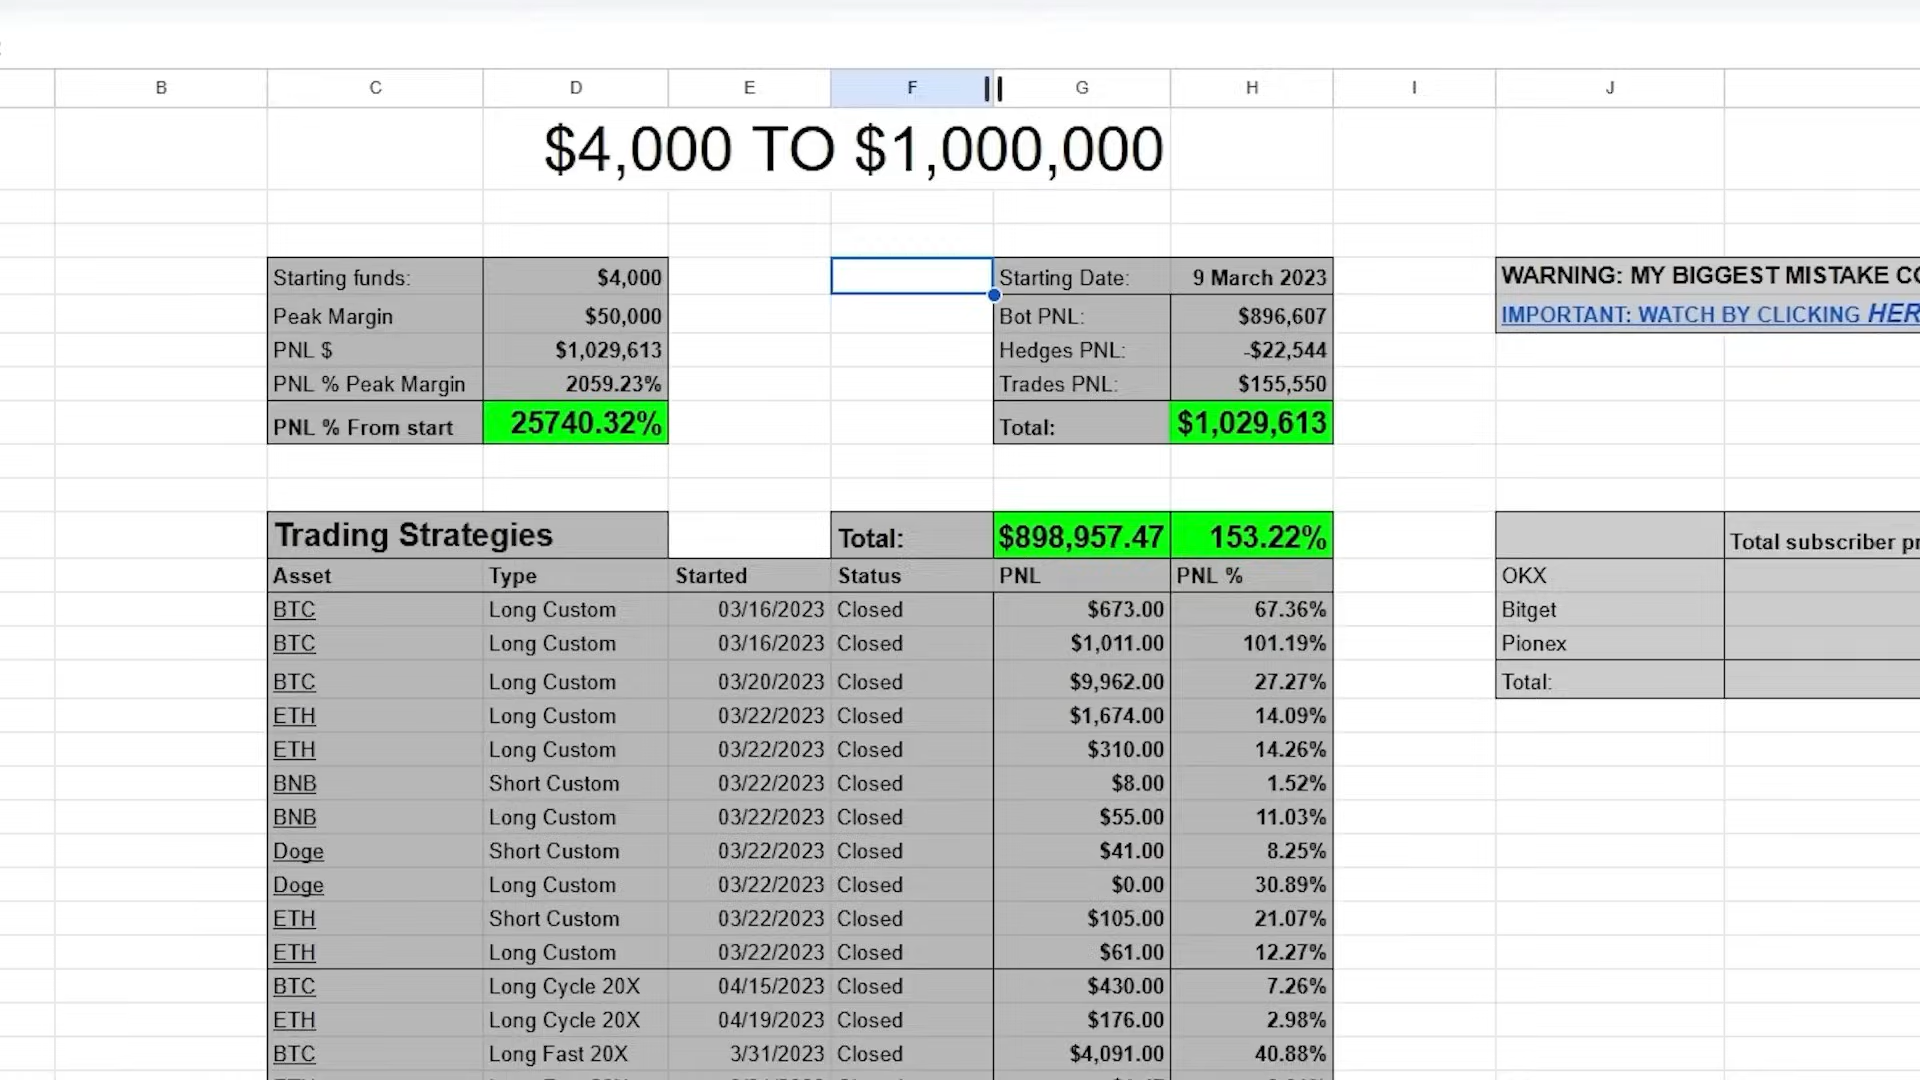 B C D E F G H I J
$4,000 TO $1,000,000
Starting funds: $4,000 Starting Date: 9 March 2023 WARNING: MY BIGGEST MISTAKE
Peak Margin $50,000 Bot PNL: $896,607 IMPORTANT: WATCH BY CLICKING HER
PNL $ $1,029,613 Hedges PNL: -$22,544
PNL % Peak Margin 2059.23% Trades PNL: $155,550
PNL % From start 25740.32% Total: $1,029,613
Trading Strategies Total: $898,957.47 153.22% Total subscriber
Asset Type Started Status PNL PNL % OKX
BTC Long Custom 03/16/2023 Closed $673.00 67.36% Bitget
BTC Long Custom 03/16/2023 Closed $1,011.00 101.19% Pionex
BTC Long Custom 03/20/2023 Closed $9,962.00 27.27% Total:
ETH Long Custom 03/22/2023 Closed $1,674.00 14.09%
ETH Long Custom 03/22/2023 Closed $310.00 14.26%
BNB Short Custom 03/22/2023 Closed $8.00 1.52%
BNB Long Custom 03/22/2023 Closed $55.00 11.03%
Doge Short Custom 03/22/2023 Closed $41.00 8.25%
Doge Long Custom 03/22/2023 Closed $0.00 30.89%
ETH Short Custom 03/22/2023 Closed $105.00 21.07%
ETH Long Custom 03/22/2023 Closed $61.00 12.27%
BTC Long Cycle 20X 04/15/2023 Closed $430.00 7.26%
ETH Long Cycle 20X 04/19/2023 Closed $176.00 2.98%
BTC Long Fast 20X 3/31/2023 Closed $4,091.00 40.88%